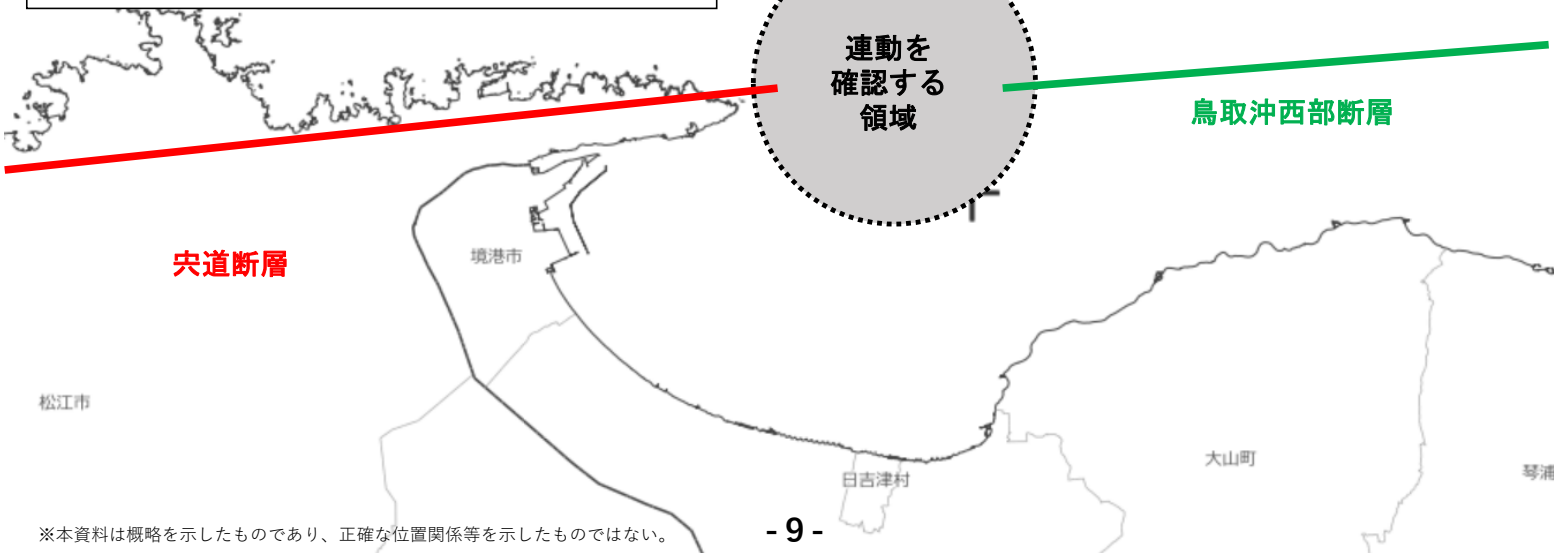 連動を
確認する
領域
鳥取沖西部断層
宍道断層
境港市
松江市
大山町
日吉津村
琴浦
※本資料は概略を示したものであり、正確な位置関係等を示したものではない。
- 9 -